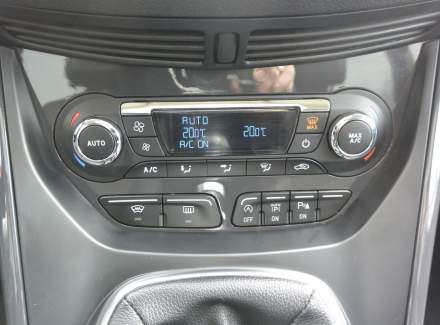 AUTO
20.0°C 20.0°C
A/C ON
MAX
AUTO
MAX A/C
A/C
OFF
ON
ON